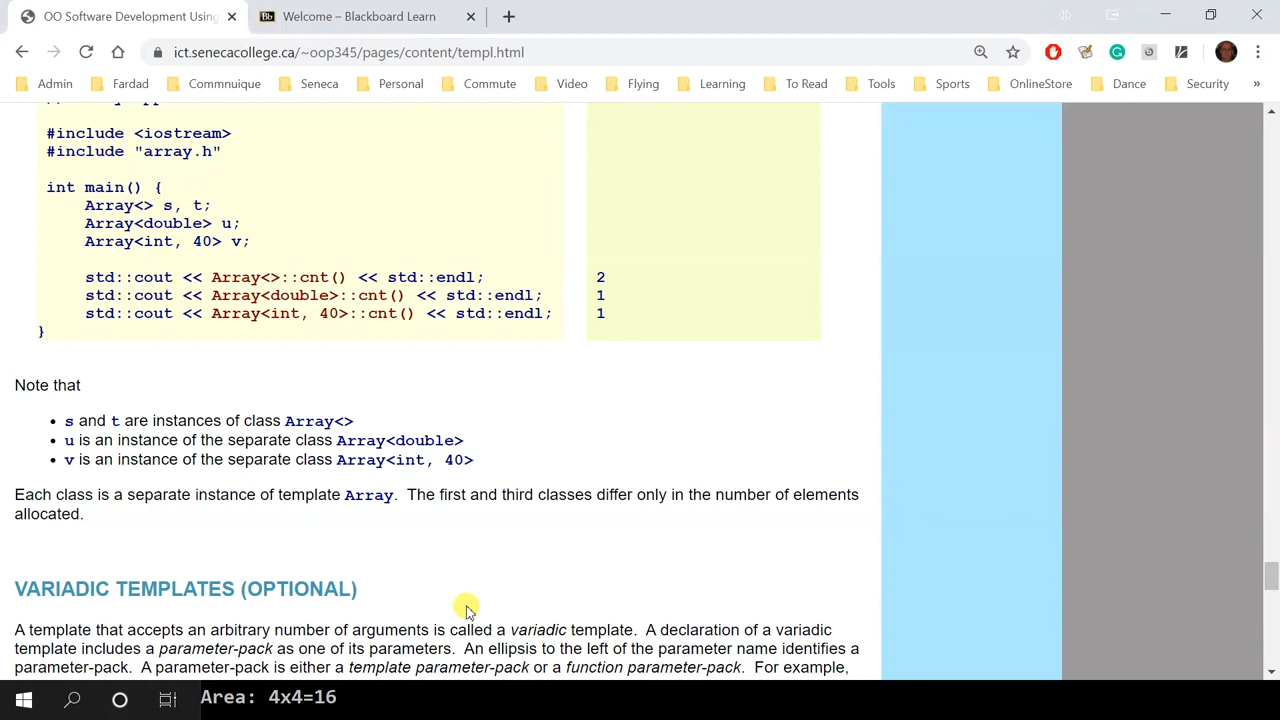 OO Software Development Using
Welcome – Blackboard Learn
ict.senecacollege.ca/~oop345/pages/content/templ.html
Admin Fardad Commnuique Seneca Personal Commute Video Flying Learning To Read Tools Sports OnlineStore Dance Security »
#include <iostream>
#include "array.h"
int main() {
Array<> s, t;
Array<double> u;
Array<int, 40> v;
std::cout << Array<>::cnt() << std::endl; 2
std::cout << Array<double>::cnt() << std::endl; 1
std::cout << Array<int, 40>::cnt() << std::endl; 1
}
Note that
• s and t are instances of class Array<>
• u is an instance of the separate class Array<double>
• v is an instance of the separate class Array<int, 40>
Each class is a separate instance of template Array. The first and third classes differ only in the number of elements
allocated.
VARIADIC TEMPLATES (OPTIONAL)
A template that accepts an arbitrary number of arguments is called a variadic template. A declaration of a variadic
template includes a parameter-pack as one of its parameters. An ellipsis to the left of the parameter name identifies a
parameter-pack. A parameter-pack is either a template parameter-pack or a function parameter-pack. For example,
Area: 4x4=16